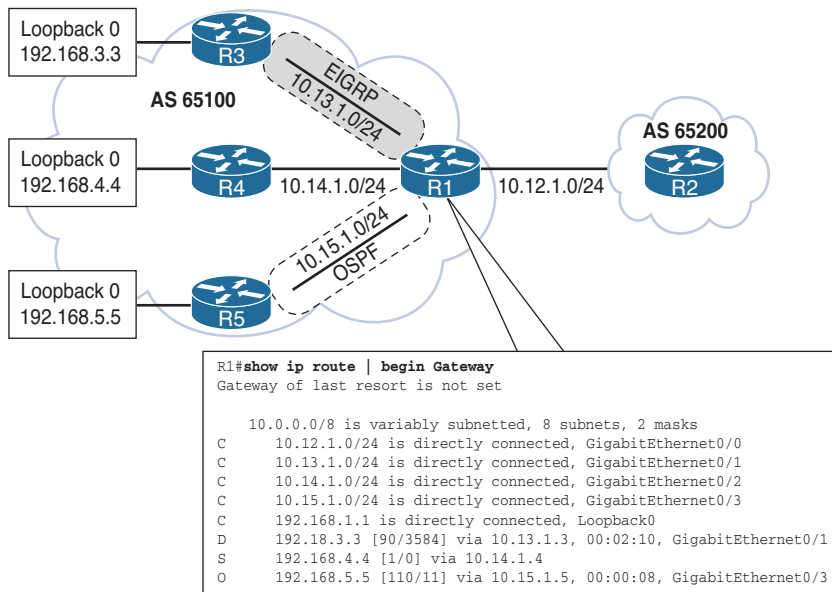 Loopback 0
192.168.3.3
R3
EIGRP
10.13.1.0/24
AS 65100
AS 65200
Loopback 0
192.168.4.4
R4
10.14.1.0/24
R1
10.12.1.0/24
R2
10.15.1.0/24
OSPF
Loopback 0
192.168.5.5
R5
R1#show ip route | begin Gateway
Gateway of last resort is not set
10.0.0.0/8 is variably subnetted, 8 subnets, 2 masks
C 10.12.1.0/24 is directly connected, GigabitEthernet0/0
C 10.13.1.0/24 is directly connected, GigabitEthernet0/1
C 10.14.1.0/24 is directly connected, GigabitEthernet0/2
C 10.15.1.0/24 is directly connected, GigabitEthernet0/3
C 192.168.1.1 is directly connected, Loopback0
D 192.18.3.3 [90/3584] via 10.13.1.3, 00:02:10, GigabitEthernet0/1
S 192.168.4.4 [1/0] via 10.14.1.4
O 192.168.5.5 [110/11] via 10.15.1.5, 00:00:08, GigabitEthernet0/3